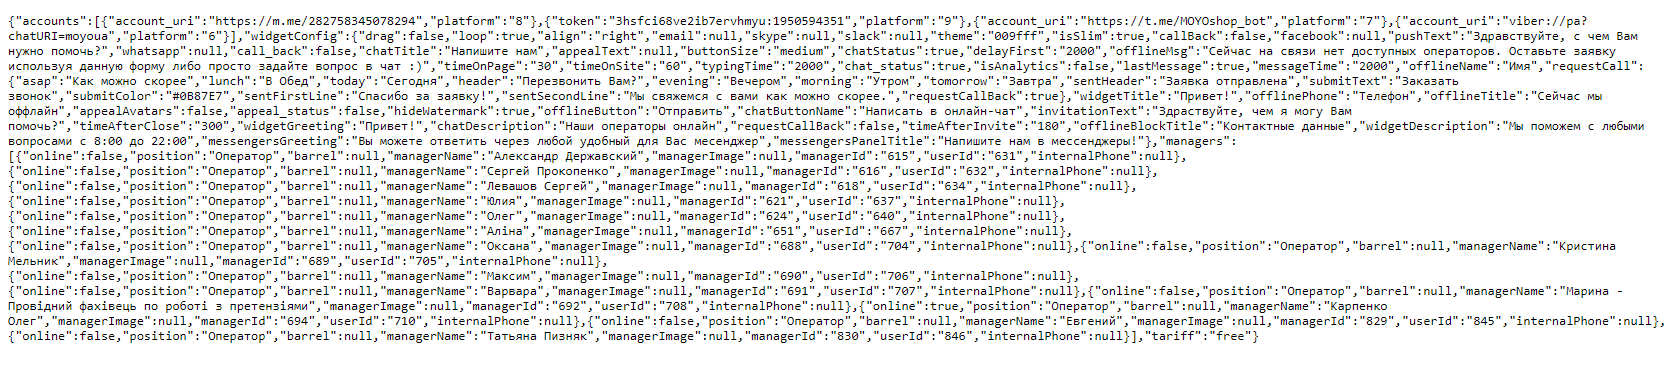 {"accounts":[{"account_uri":"https://m.me/282758345078294","platform":"8"},{"token":"3hsfci68ve2ib7ervhmyu:1950594351","platform":"9"},{"account_uri":"https://t.me/MOYOshop_bot","platform":"7"},{"account_uri":"viber://pa?
chatURI=moyoua","platform":"6"}],"widgetConfig":{"drag":false,"loop":true,"align":"right","email":null,"skype":null,"slack":null,"theme":"009fff","isSlim":true,"callBack":false,"facebook":null,"pushText":"Здравствуйте, с чем Вам
нужно помочь?","whatsapp":null,"call_back":false,"chatTitle":"Напишите нам","appealText":null,"buttonSize":"medium","chatStatus":true,"delayFirst":"2000","offlineMsg":"Сейчас на связи нет доступных операторов. Оставьте заявку
используя данную форму либо просто задайте вопрос в чат :)","timeOnPage":"30","timeOnSite":"60","typingTime":"2000","chat_status":true,"isAnalytics":false,"lastMessage":true,"messageTime":"2000","offlineName":"Имя","requestCall":
{"asap":"Как можно скорее","lunch":"В Обед","today":"Сегодня","header":"Перезвонить Вам?","evening":"Вечером","morning":"Утром","tomorrow":"Завтра","sentHeader":"Заявка отправлена","submitText":"Заказать
звонок","submitColor":"#0B87E7","sentFirstLine":"Спасибо за заявку!","sentSecondLine":"Мы свяжемся с вами как можно скорее.","requestCallBack":true},"widgetTitle":"Привет!","offlinePhone":"Телефон","offlineTitle":"Сейчас мы
оффлайн","appealAvatars":false,"appeal_status":false,"hideWatermark":true,"offlineButton":"Отправить","chatButtonName":"Написать в онлайн-чат","invitationText":"Здраствуйте, чем я могу Вам
помочь?","timeAfterClose":"300","widgetGreeting":"Привет!","chatDescription":"Наши операторы онлайн","requestCallBack":false,"timeAfterInvite":"180","offlineBlockTitle":"Контактные данные","widgetDescription":"Мы поможем с любыми
вопросами с 8:00 до 22:00","messengersGreeting":"Вы можете ответить через любой удобный для Вас месенджер","messengersPanelTitle":"Напишите нам в мессенджеры!"},"managers":
[{"online":false,"position":"Оператор","barrel":null,"managerName":"Александр Державский","managerImage":null,"managerId":"615","userId":"631","internalPhone":null},
{"online":false,"position":"Оператор","barrel":null,"managerName":"Сергей Прокопенко","managerImage":null,"managerId":"616","userId":"632","internalPhone":null},
{"online":false,"position":"Оператор","barrel":null,"managerName":"Левашов Сергей","managerImage":null,"managerId":"618","userId":"634","internalPhone":null},
{"online":false,"position":"Оператор","barrel":null,"managerName":"Юлия","managerImage":null,"managerId":"621","userId":"637","internalPhone":null},
{"online":false,"position":"Оператор","barrel":null,"managerName":"Олег","managerImage":null,"managerId":"624","userId":"640","internalPhone":null},
{"online":false,"position":"Оператор","barrel":null,"managerName":"Аліна","managerImage":null,"managerId":"651","userId":"667","internalPhone":null},
{"online":false,"position":"Оператор","barrel":null,"managerName":"Оксана","managerImage":null,"managerId":"688","userId":"704","internalPhone":null},{"online":false,"position":"Оператор","barrel":null,"managerName":"Кристина
Мельник","managerImage":null,"managerId":"689","userId":"705","internalPhone":null},
{"online":false,"position":"Оператор","barrel":null,"managerName":"Максим","managerImage":null,"managerId":"690","userId":"706","internalPhone":null},
{"online":false,"position":"Оператор","barrel":null,"managerName":"Варвара","managerImage":null,"managerId":"691","userId":"707","internalPhone":null},{"online":false,"position":"Оператор","barrel":null,"managerName":"Марина -
Провідний фахівець по роботі з претензіями","managerImage":null,"managerId":"692","userId":"708","internalPhone":null},{"online":true,"position":"Оператор","barrel":null,"managerName":"Карпенко
Олег","managerImage":null,"managerId":"694","userId":"710","internalPhone":null},{"online":false,"position":"Оператор","barrel":null,"managerName":"Евгений","managerImage":null,"managerId":"829","userId":"845","internalPhone":null},
{"online":false,"position":"Оператор","barrel":null,"managerName":"Татьяна Пизняк","managerImage":null,"managerId":"830","userId":"846","internalPhone":null}],"tariff":"free"}